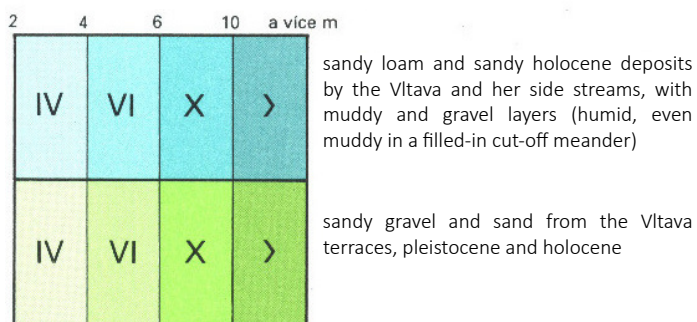 2 4 6 10 a více m
IV VI X >
sandy loam and sandy holocene deposits
by the Vltava and her side streams, with
muddy and gravel layers (humid, even
muddy in a filled-in cut-off meander)
IV VI X >
sandy gravel and sand from the Vltava
terraces, pleistocene and holocene